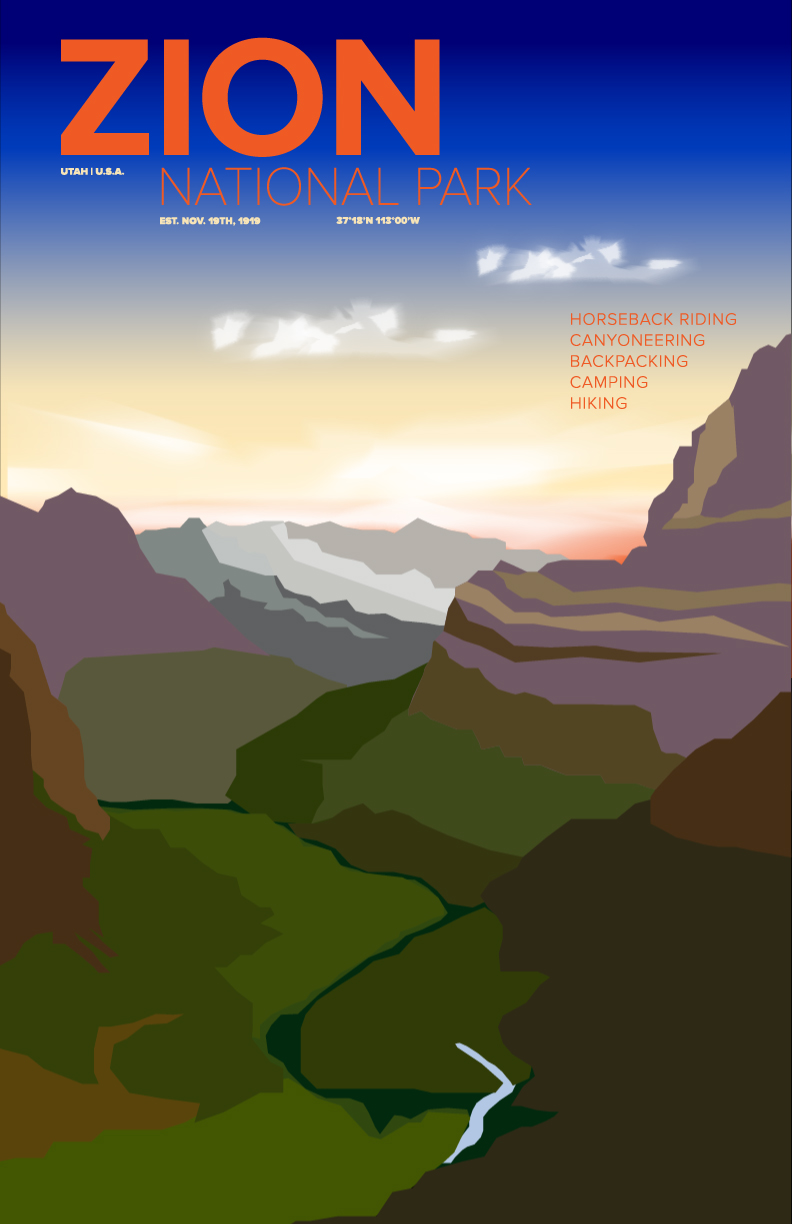 ZION
UTAH | U.S.A.
NATIONAL PARK
EST. NOV. 19TH, 1919
37°18'N 113°00'W
HORSEBACK RIDING
CANYONEERING
BACKPACKING
CAMPING
HIKING